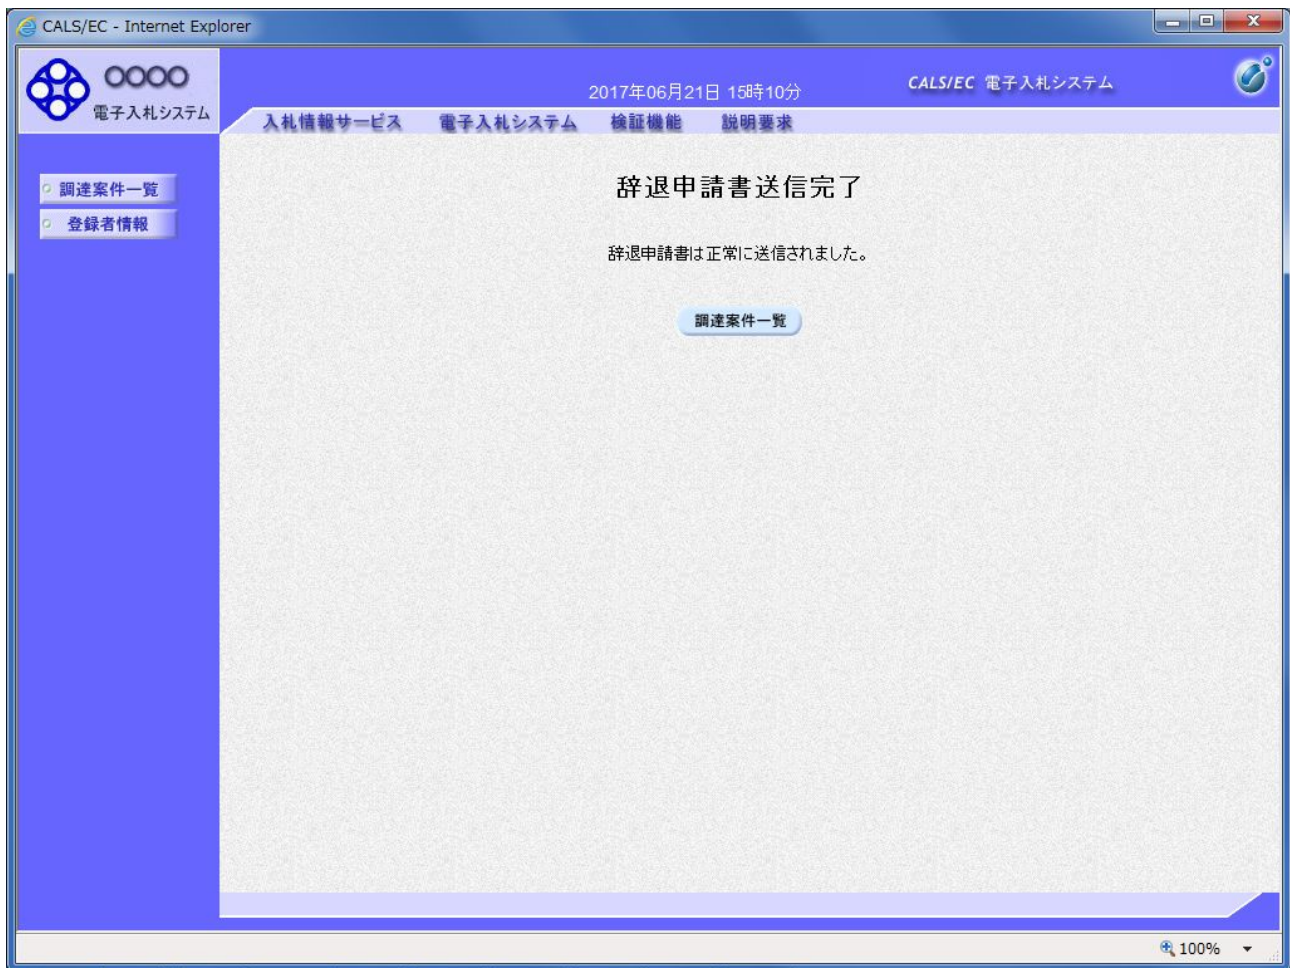 CALS/EC - Internet Explorer
○○○○
電子入札システム
2017年06月21日 15時10分
CALS/EC 電子入札システム
入札情報サービス 電子入札システム 検証機能 説明要求
調達案件一覧
登録者情報
辞退申請書送信完了
辞退申請書は正常に送信されました。
調達案件一覧
100%